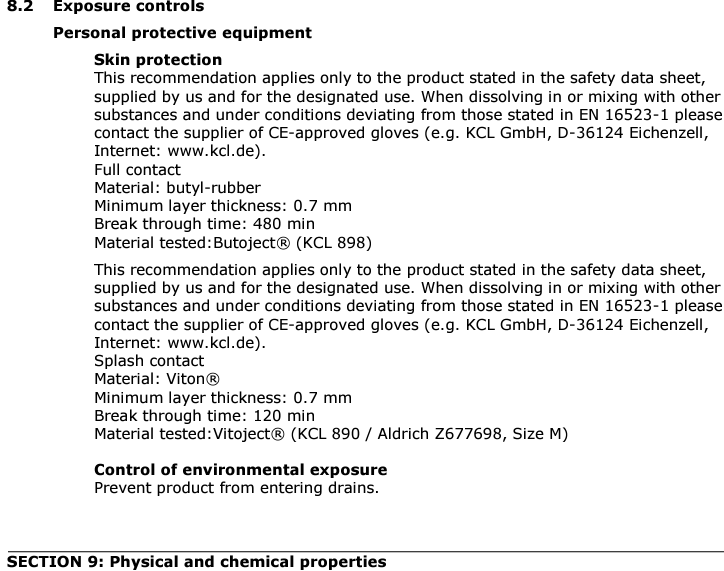 8.2 Exposure controls
Personal protective equipment
Skin protection
This recommendation applies only to the product stated in the safety data sheet,
supplied by us and for the designated use. When dissolving in or mixing with other
substances and under conditions deviating from those stated in EN 16523-1 please
contact the supplier of CE-approved gloves (e.g. KCL GmbH, D-36124 Eichenzell,
Internet: www.kcl.de).
Full contact
Material: butyl-rubber
Minimum layer thickness: 0.7 mm
Break through time: 480 min
Material tested:Butoject® (KCL 898)
This recommendation applies only to the product stated in the safety data sheet,
supplied by us and for the designated use. When dissolving in or mixing with other
substances and under conditions deviating from those stated in EN 16523-1 please
contact the supplier of CE-approved gloves (e.g. KCL GmbH, D-36124 Eichenzell,
Internet: www.kcl.de).
Splash contact
Material: Viton®
Minimum layer thickness: 0.7 mm
Break through time: 120 min
Material tested:Vitoject® (KCL 890 / Aldrich Z677698, Size M)
Control of environmental exposure
Prevent product from entering drains.
SECTION 9: Physical and chemical properties